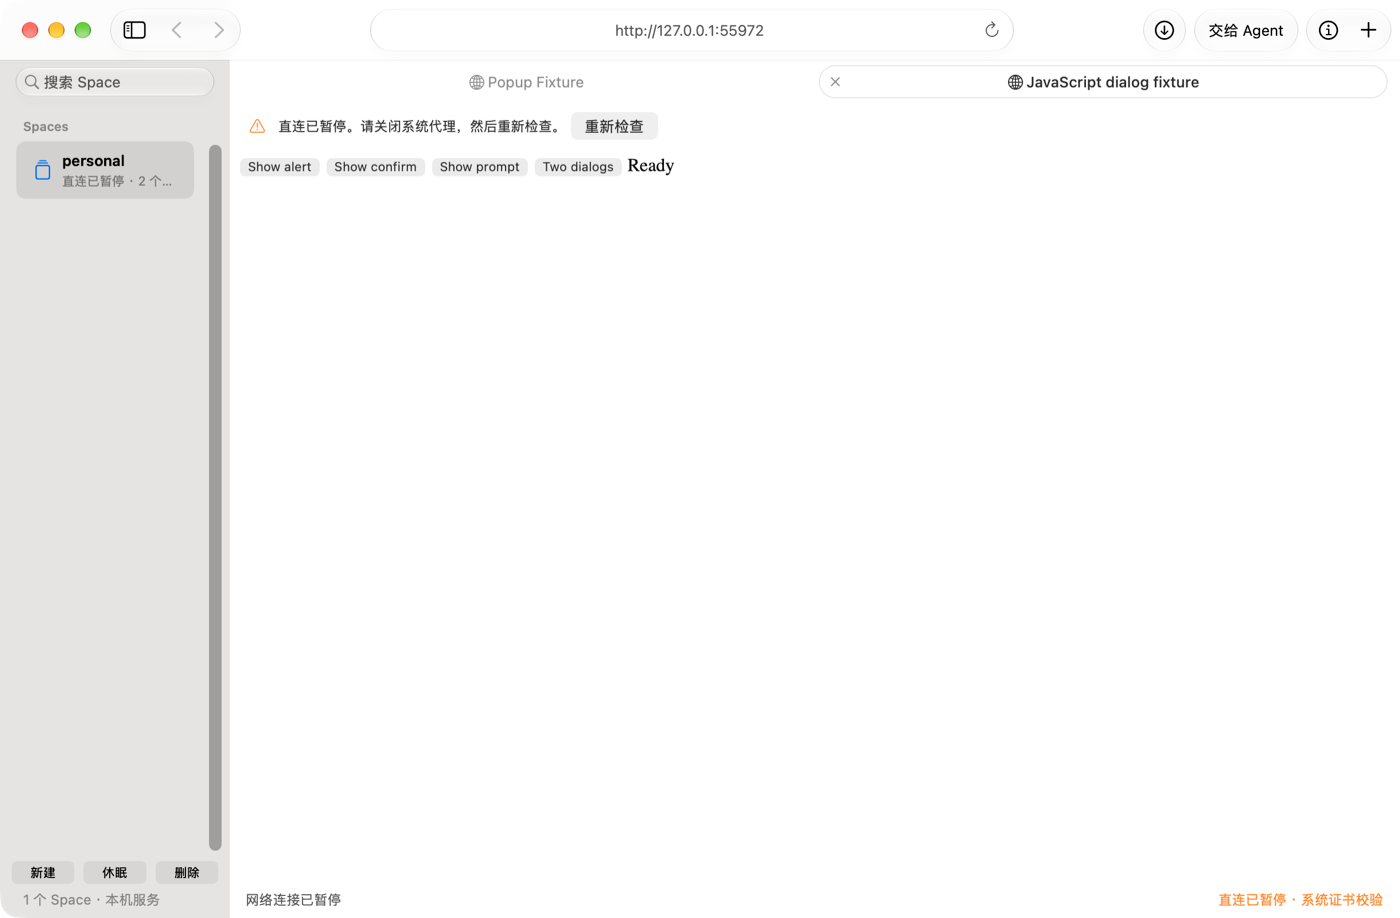 http://127.0.0.1:55972
交给 Agent
搜索 Space
Popup Fixture
JavaScript dialog fixture
Spaces
直连已暂停。请关闭系统代理，然后重新检查。
重新检查
personal
直连已暂停 · 2 个...
Show alert
Show confirm
Show prompt
Two dialogs
Ready
新建
休眠
删除
1 个 Space · 本机服务
网络连接已暂停
直连已暂停 · 系统证书校验